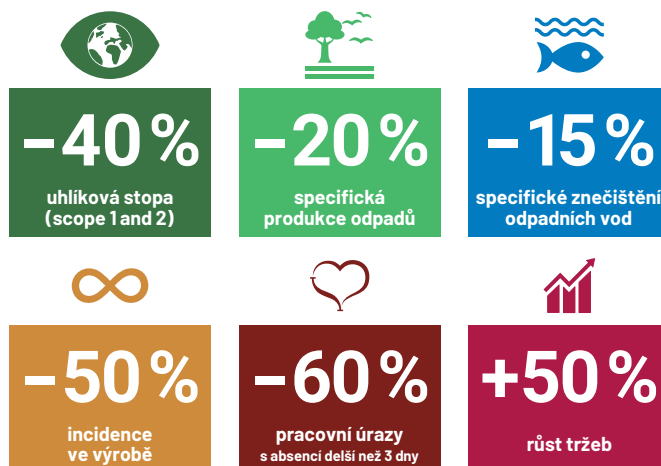 –40 %
uhlíková stopa
(scope 1 and 2)
–20 %
specifická
produkce odpadů
–15 %
specifické znečištění
odpadních vod
–50 %
incidence
ve výrobě
–60 %
pracovní úrazy
s absencí delší než 3 dny
+50 %
růst tržeb